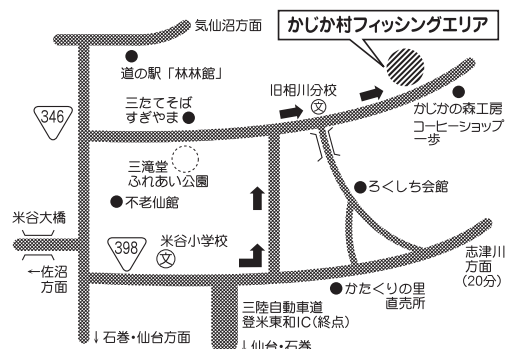 気仙沼方面
かじか村フィッシングエリア
道の駅「林林館」
旧相川分校
文
346
三たてそば
すぎやま
かじかの森工房
コーヒーショップ
一歩
三滝堂
ふれあい公園
ろくしち会館
不老仙館
米谷大橋
398
米谷小学校
文
志津川
方面
(20分)
←佐沼
方面
かたくりの里
直売所
三陸自動車道
登米東和IC(終点)
↓石巻・仙台方面
↓仙台・石巻